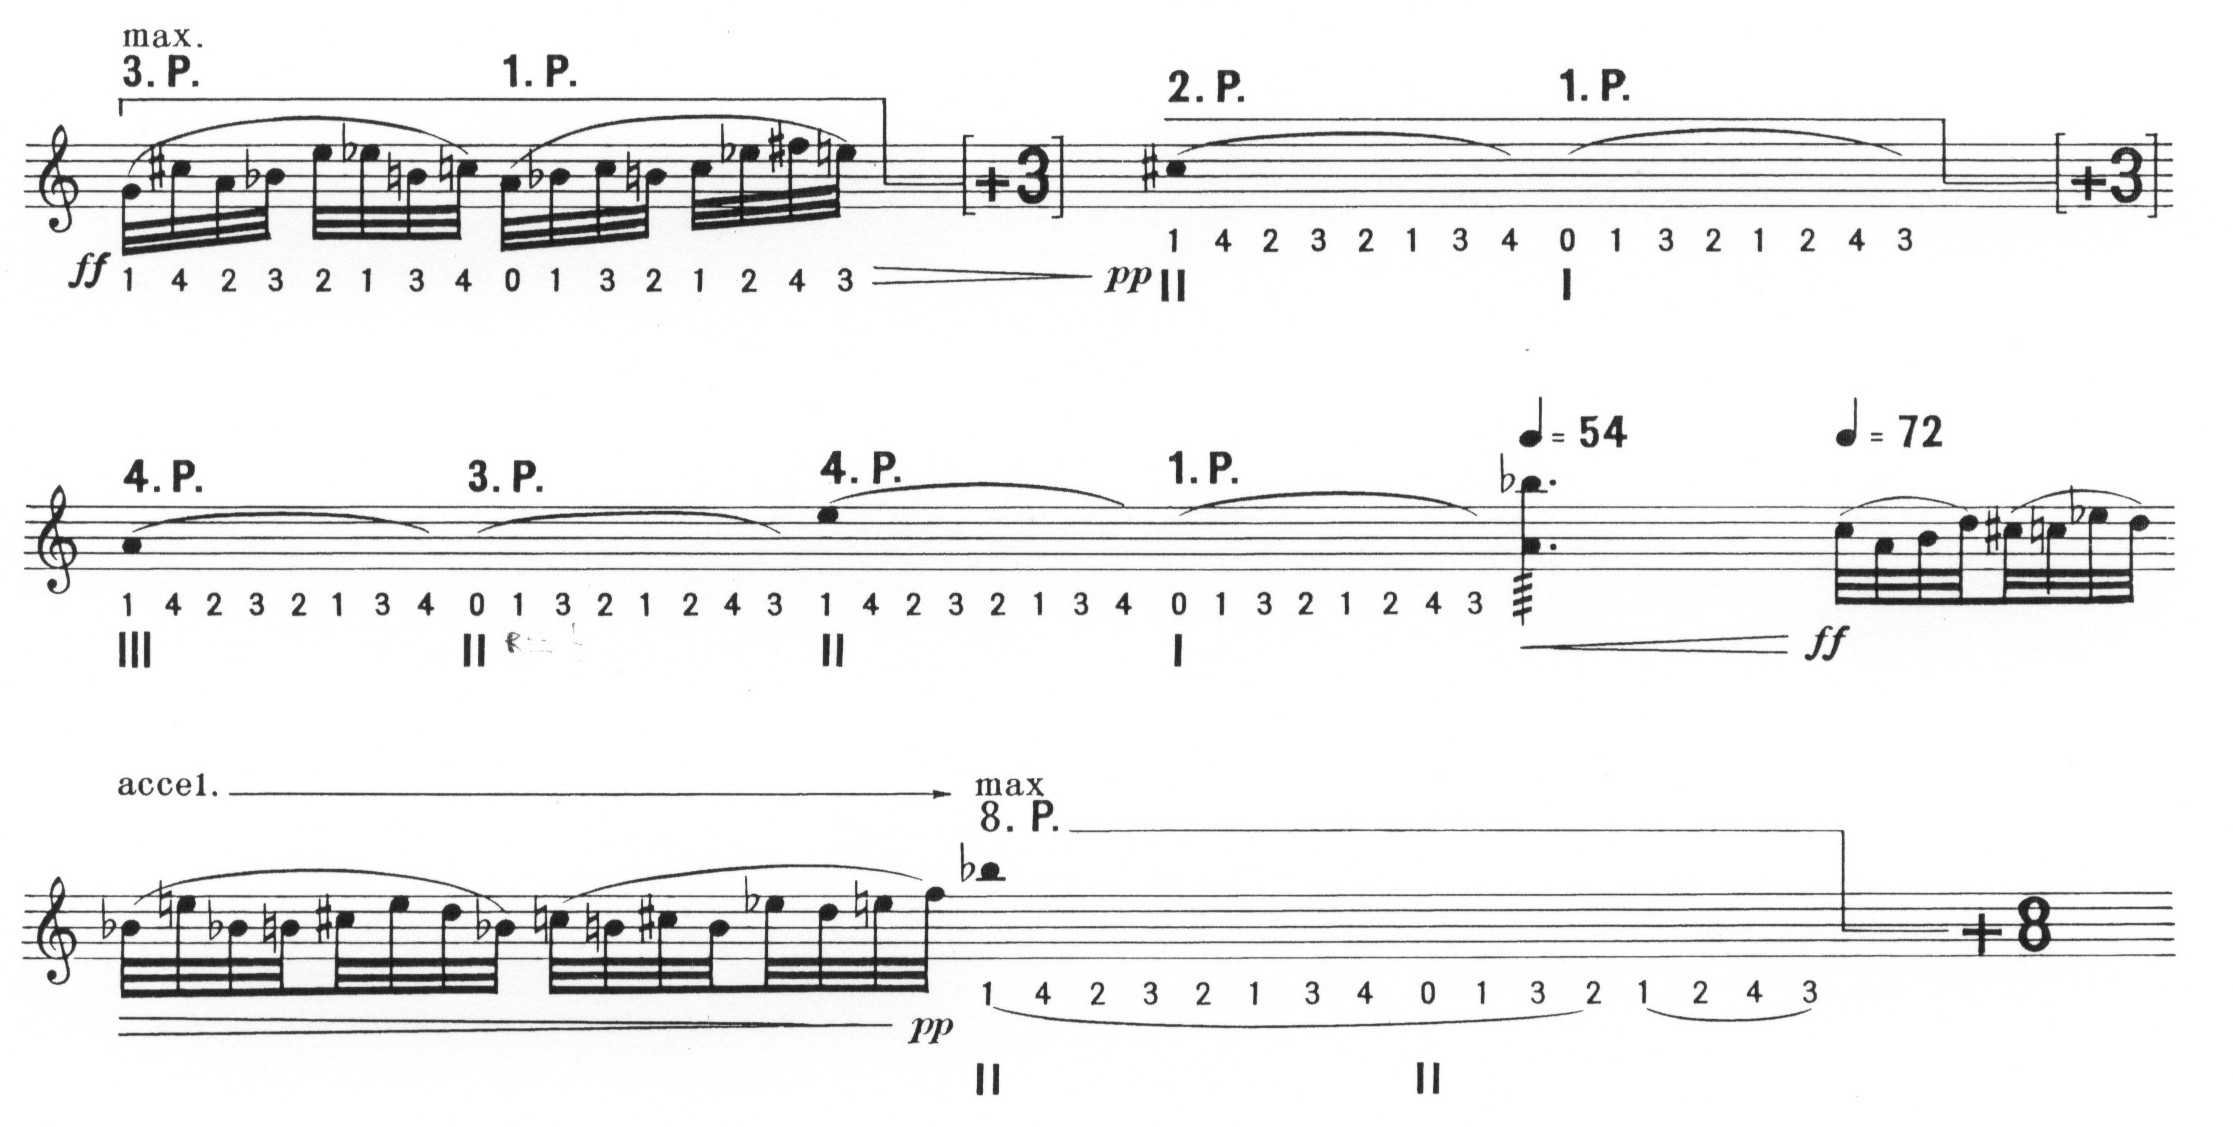 max.
3. P. 1. P. 2. P. 1. P.
[+3] [+3]
1 4 2 3 2 1 3 4 0 1 3 2 1 2 4 3
ff 1 4 2 3 2 1 3 4 0 1 3 2 1 2 4 3 pp II I
♩ = 54 ♩ = 72
4. P. 3. P. 4. P. 1. P.
1 4 2 3 2 1 3 4 0 1 3 2 1 2 4 3 1 4 2 3 2 1 3 4 0 1 3 2 1 2 4 3
III II II I ff
accel. max
8. P.
+8
1 4 2 3 2 1 3 4 0 1 3 2 1 2 4 3
pp
II II